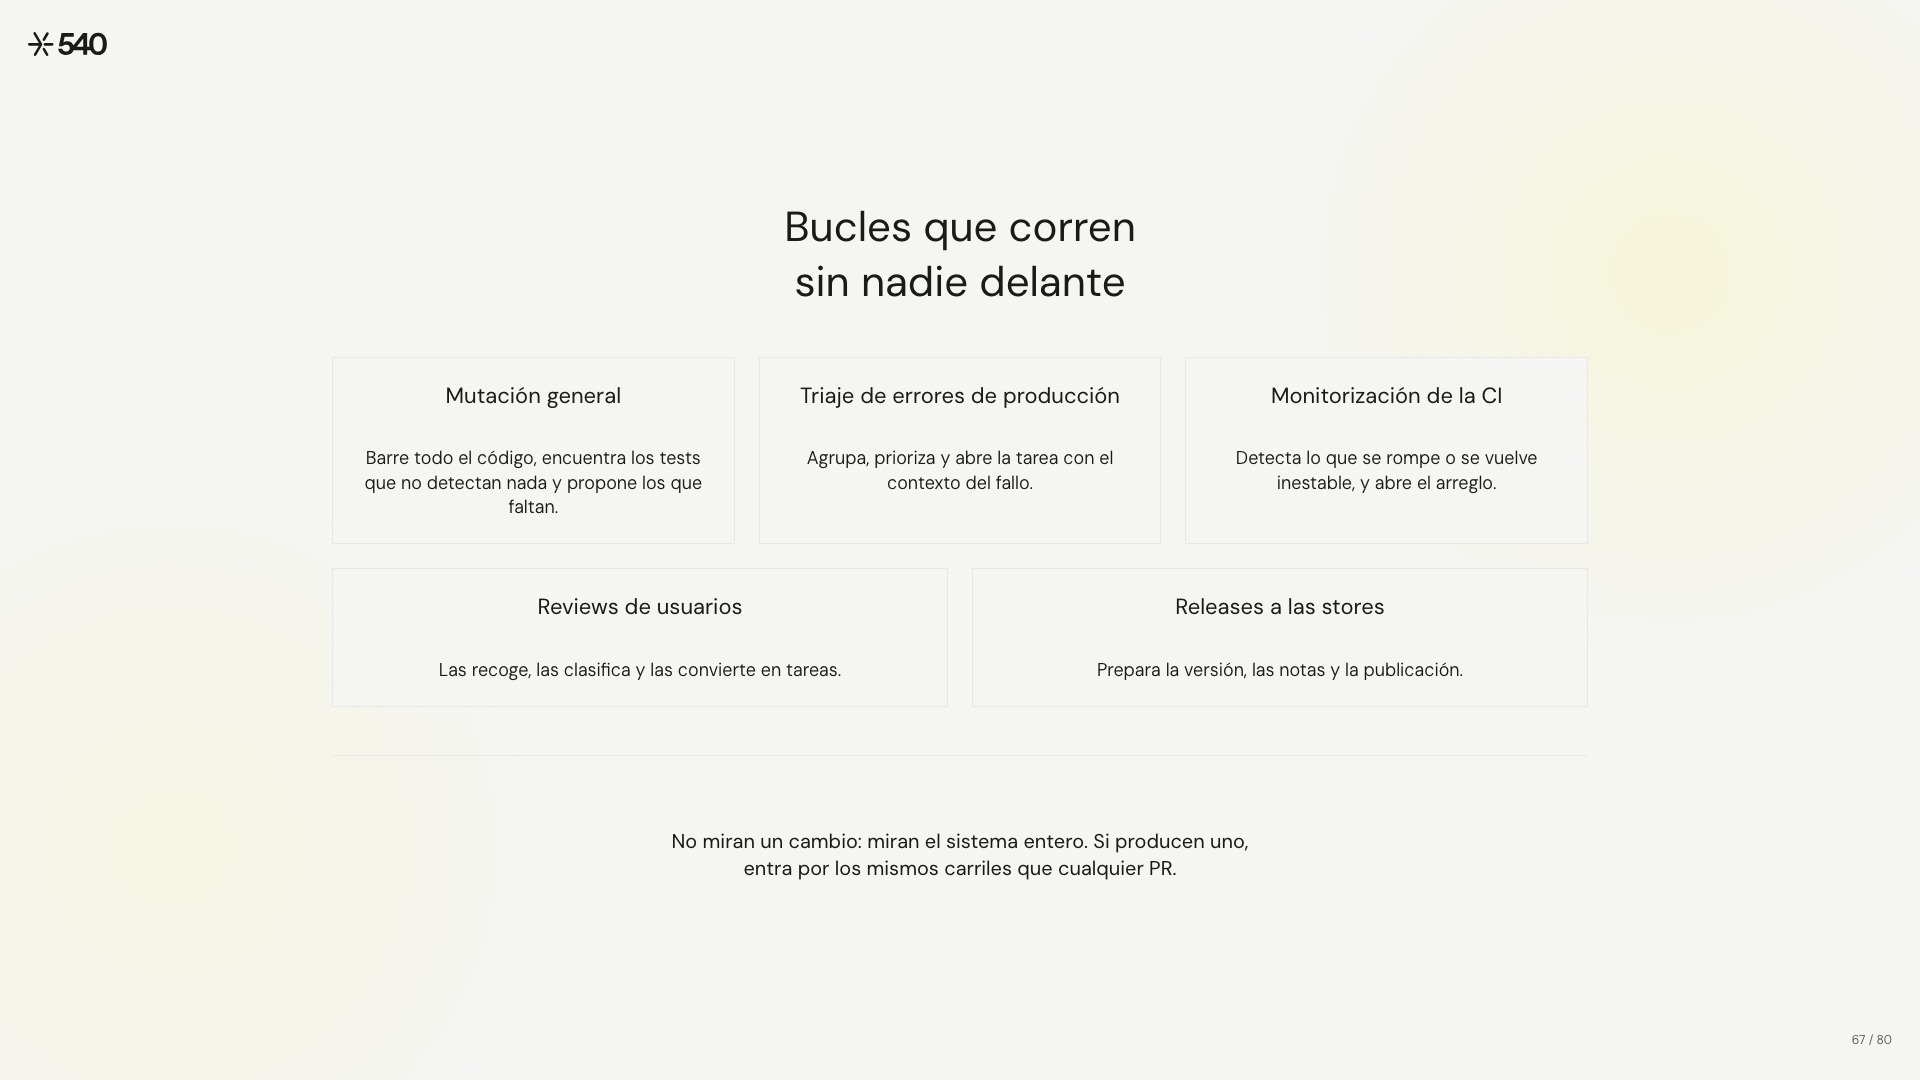 540
Bucles que corren
sin nadie delante
Mutación general
Barre todo el código, encuentra los tests
que no detectan nada y propone los que
faltan.
Triaje de errores de producción
Agrupa, prioriza y abre la tarea con el
contexto del fallo.
Monitorización de la CI
Detecta lo que se rompe o se vuelve
inestable, y abre el arreglo.
Reviews de usuarios
Las recoge, las clasifica y las convierte en tareas.
Releases a las stores
Prepara la versión, las notas y la publicación.
No miran un cambio: miran el sistema entero. Si producen uno,
entra por los mismos carriles que cualquier PR.
67 / 80